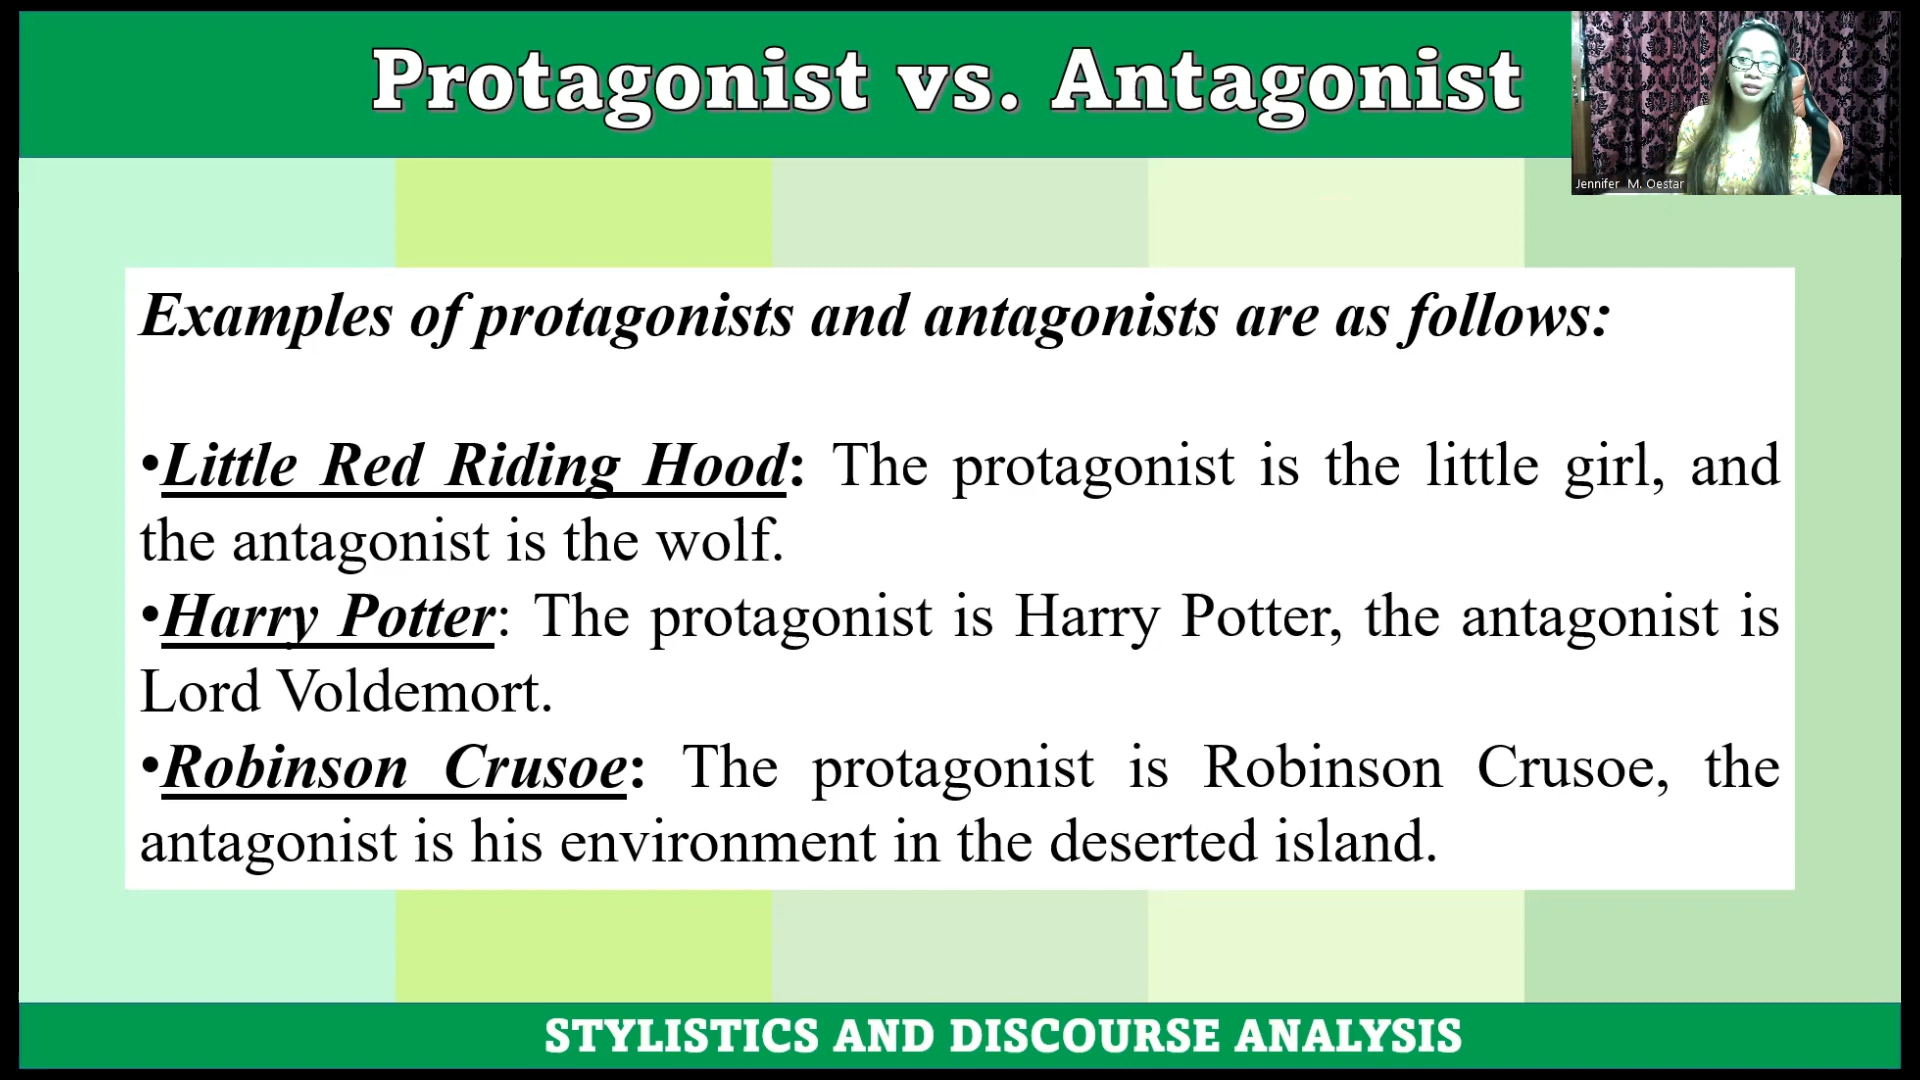 Protagonist vs. Antagonist
Jennifer M. Oestar
Examples of protagonists and antagonists are as follows:
•Little Red Riding Hood: The protagonist is the little girl, and
the antagonist is the wolf.
•Harry Potter: The protagonist is Harry Potter, the antagonist is
Lord Voldemort.
•Robinson Crusoe: The protagonist is Robinson Crusoe, the
antagonist is his environment in the deserted island.
STYLISTICS AND DISCOURSE ANALYSIS